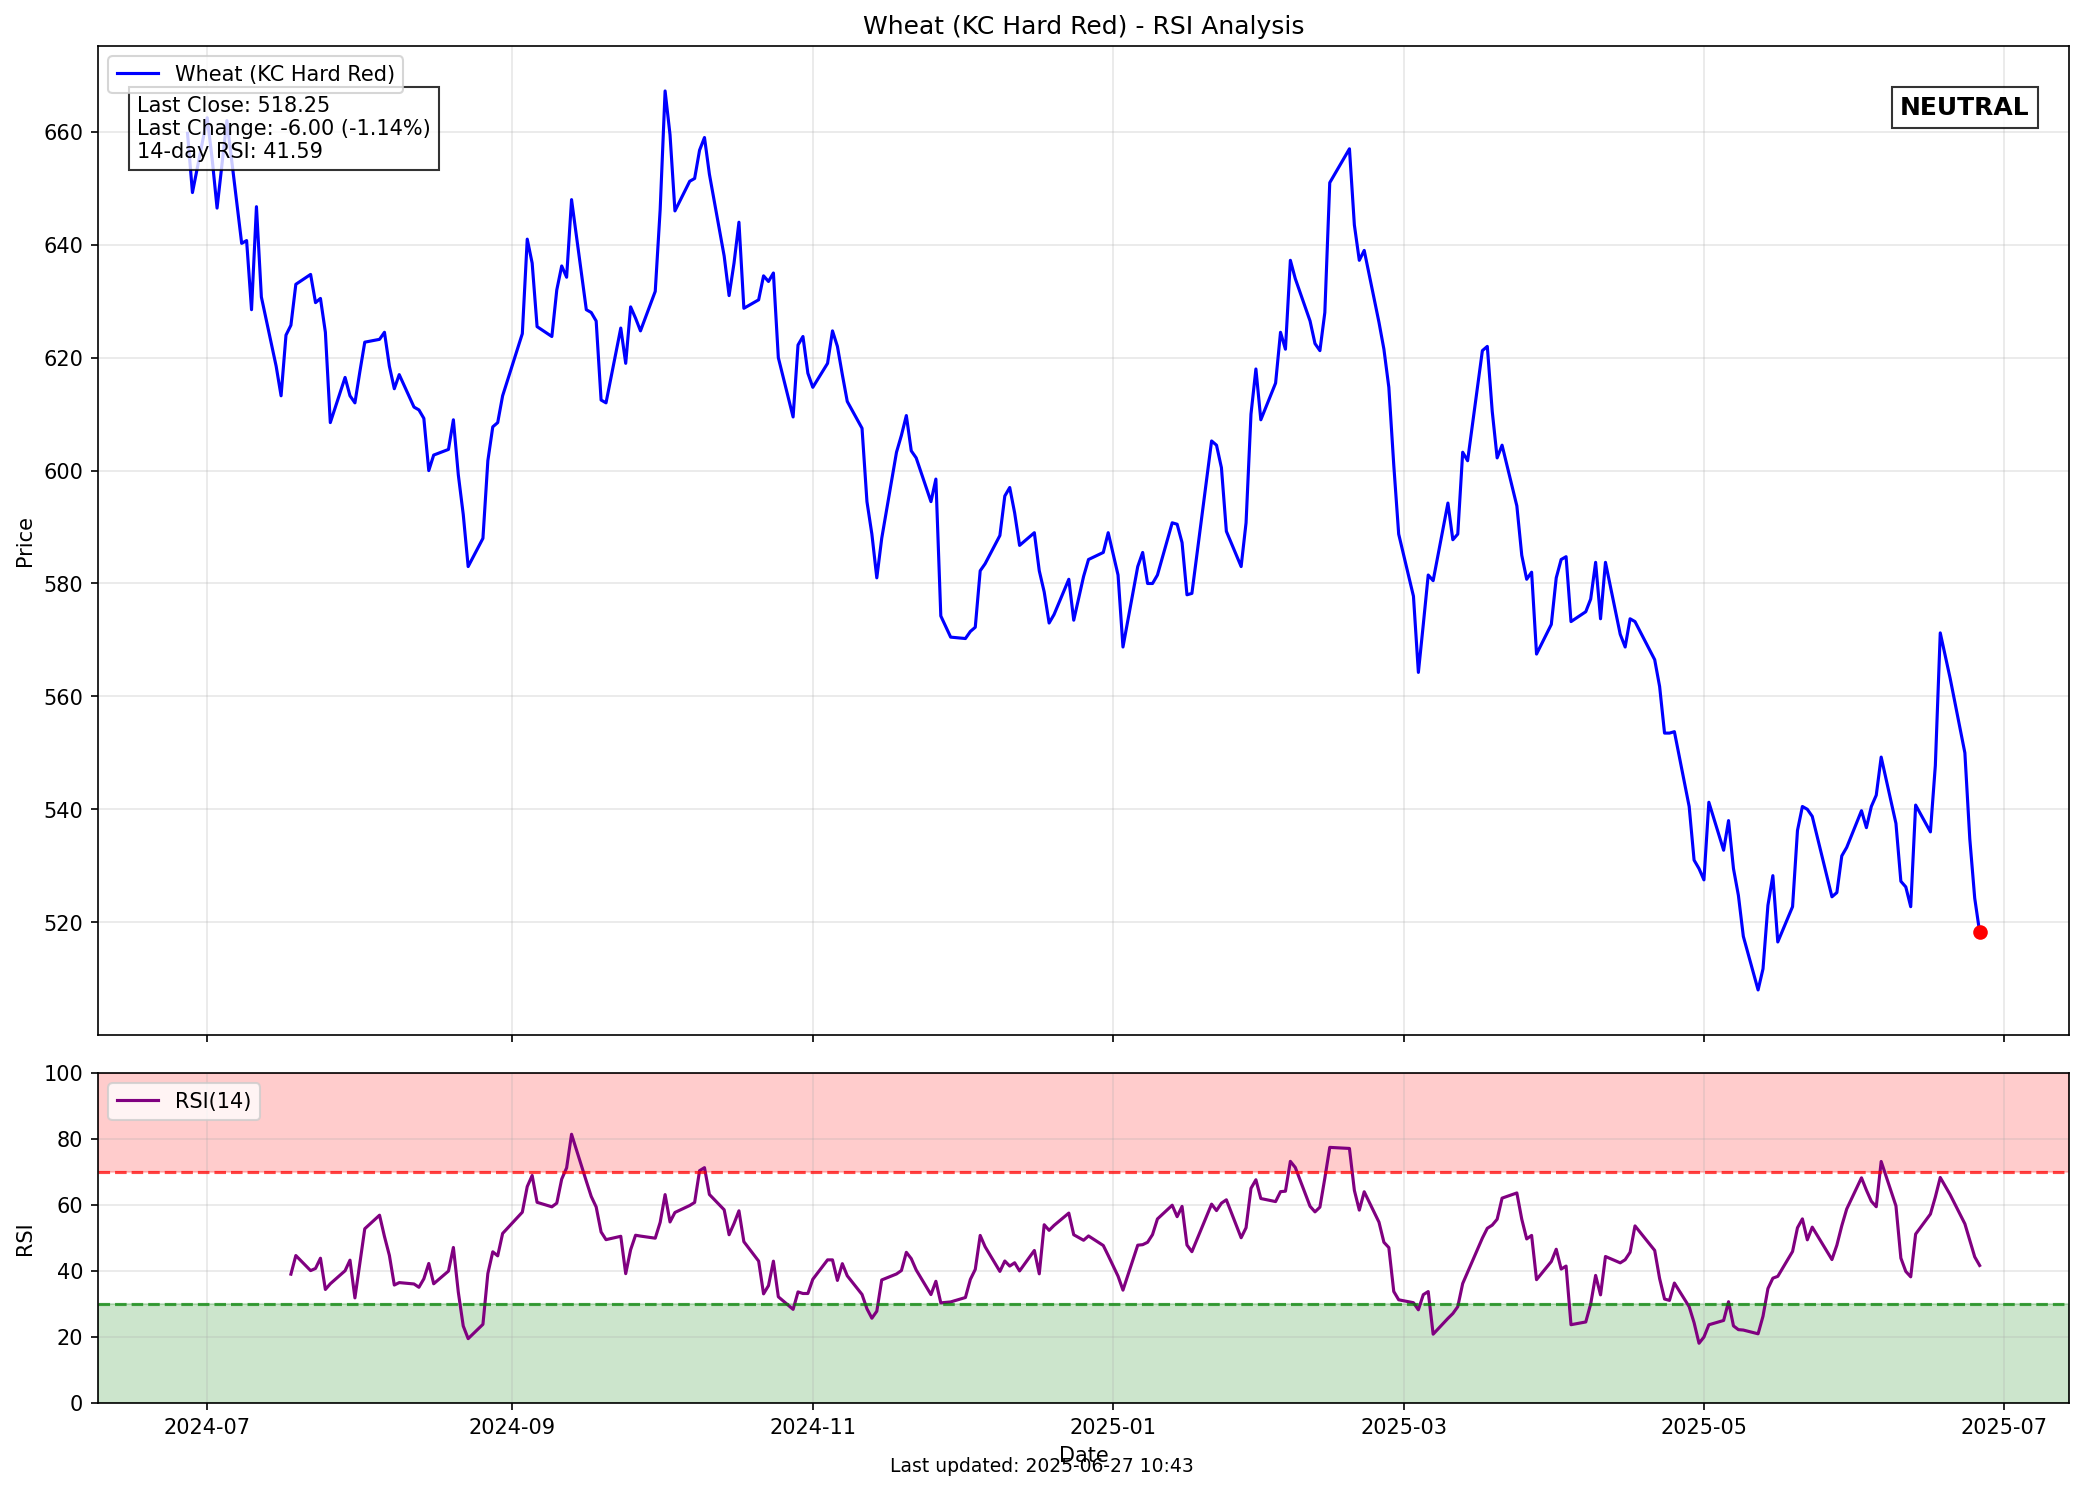 Wheat (KC Hard Red) - RSI Analysis
Wheat (KC Hard Red)
Last Close: 518.25
Last Change: -6.00 (-1.14%)
14-day RSI: 41.59
NEUTRAL
Price
660
640
620
600
580
560
540
520
RSI(14)
RSI
100
80
60
40
20
0
2024-07
2024-09
2024-11
2025-01
2025-03
2025-05
2025-07
Date
Last updated: 2025-06-27 10:43